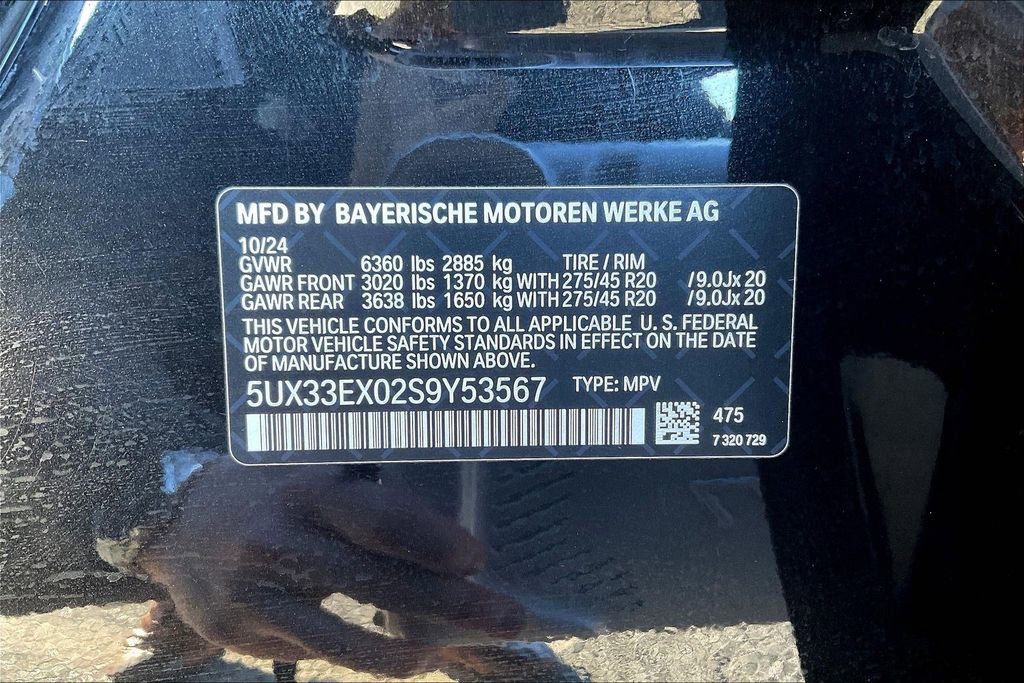 MFD BY BAYERISCHE MOTOREN WERKE AG
10/24
GVWR 6360 lbs 2885 kg TIRE / RIM
GAWR FRONT 3020 lbs 1370 kg WITH 275/45 R20 /9.0Jx20
GAWR REAR 3638 lbs 1650 kg WITH 275/45 R20 /9.0Jx20
THIS VEHICLE CONFORMS TO ALL APPLICABLE U. S. FEDERAL
MOTOR VEHICLE SAFETY STANDARDS IN EFFECT ON THE DATE
OF MANUFACTURE SHOWN ABOVE.
5UX33EX02S9Y53567 TYPE: MPV
475
7 320 729